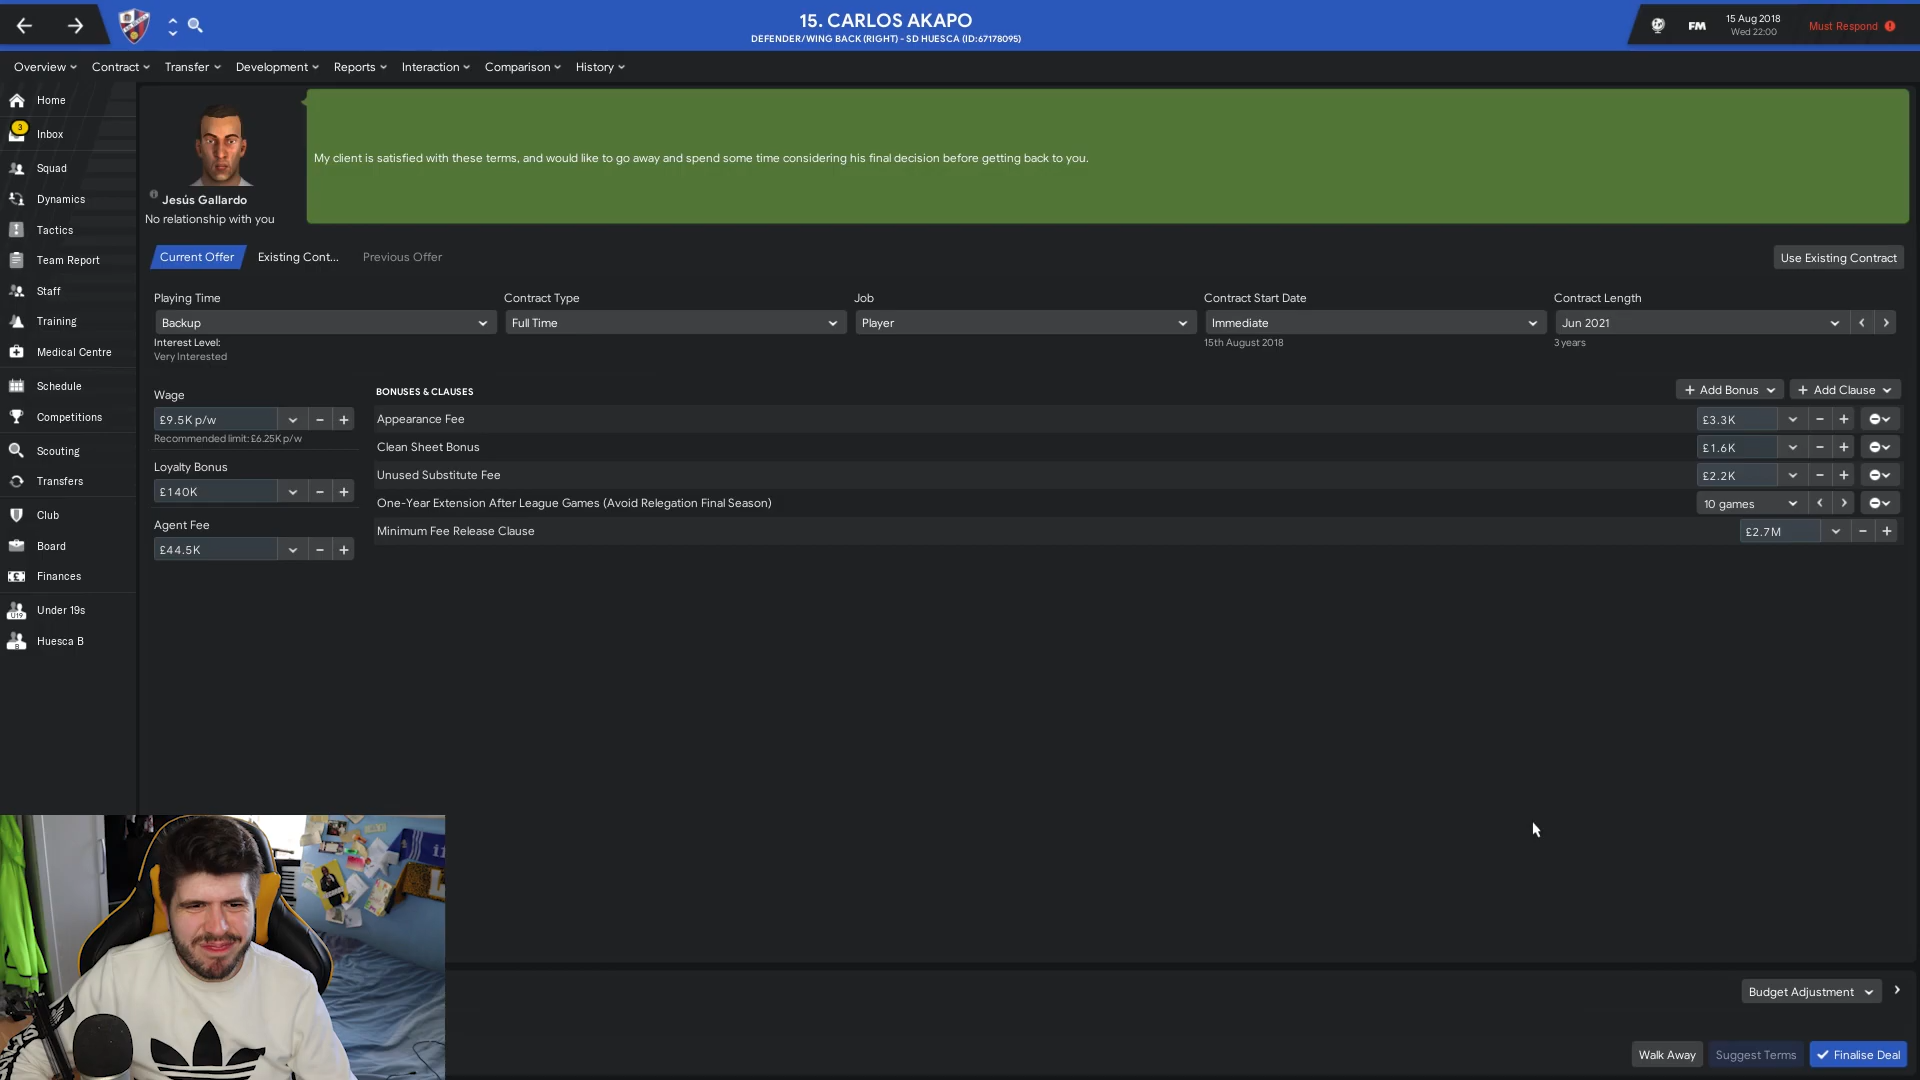 15. CARLOS AKAPO
DEFENDER/WING BACK (RIGHT) - SD HUESCA (ID:67178095)
FM
15 Aug 2018
Wed 22:00
Must Respond
Overview
Contract
Transfer
Development
Reports
Interaction
Comparison
History
Home
3
Inbox
Squad
Dynamics
Tactics
Team Report
Staff
Training
Medical Centre
Schedule
Competitions
Scouting
Transfers
Club
Board
Finances
U19
Under 19s
B
Huesca B
My client is satisfied with these terms, and would like to go away and spend some time considering his final decision before getting back to you.
Jesús Gallardo
No relationship with you
Current Offer
Existing Cont...
Previous Offer
Use Existing Contract
Playing Time
Backup
Interest Level:
Very Interested
Contract Type
Full Time
Job
Player
Contract Start Date
Immediate
15th August 2018
Contract Length
Jun 2021
3 years
Wage
£9.5K p/w
Recommended limit: £6.25K p/w
Loyalty Bonus
£140K
Agent Fee
£44.5K
BONUSES & CLAUSES
Add Bonus
Add Clause
Appearance Fee
£3.3K
Clean Sheet Bonus
£1.6K
Unused Substitute Fee
£2.2K
One-Year Extension After League Games (Avoid Relegation Final Season)
10 games
Minimum Fee Release Clause
£2.7M
Budget Adjustment
Walk Away
Suggest Terms
Finalise Deal